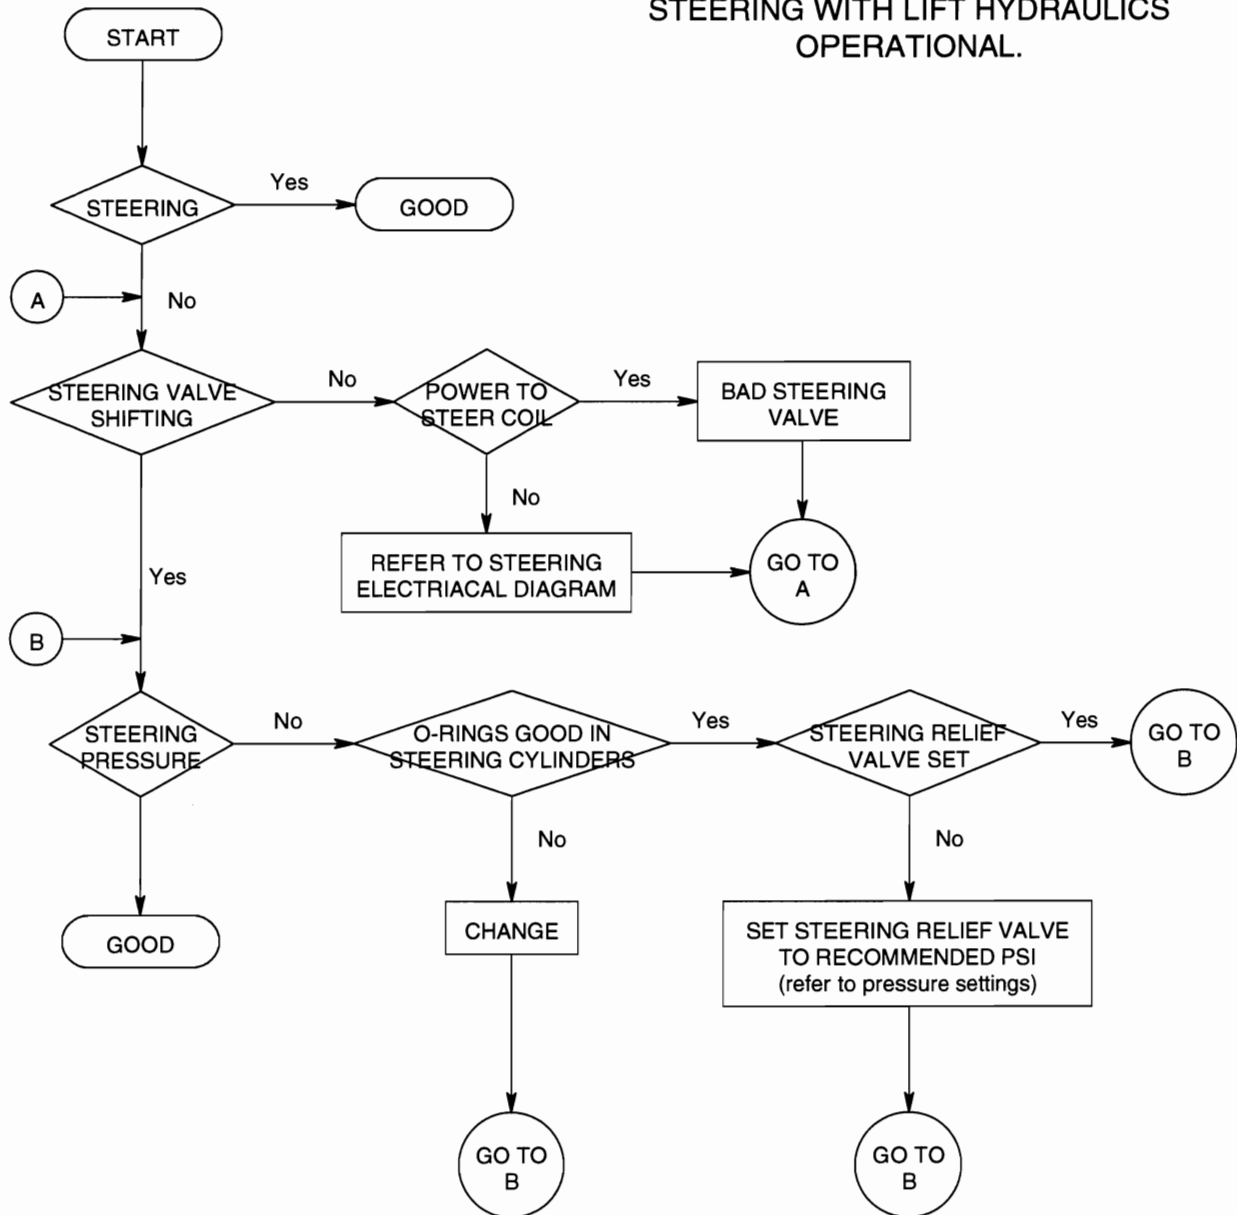 STEERING WITH LIFT HYDRAULICS
OPERATIONAL.
START
STEERING
Yes
GOOD
A
No
STEERING VALVE
SHIFTING
No
POWER TO
STEER COIL
Yes
BAD STEERING
VALVE
No
REFER TO STEERING
ELECTRIACAL DIAGRAM
GO TO
A
Yes
B
STEERING
PRESSURE
No
O-RINGS GOOD IN
STEERING CYLINDERS
Yes
STEERING RELIEF
VALVE SET
Yes
GO TO
B
No
No
GOOD
CHANGE
SET STEERING RELIEF VALVE
TO RECOMMENDED PSI
(refer to pressure settings)
GO TO
B
GO TO
B